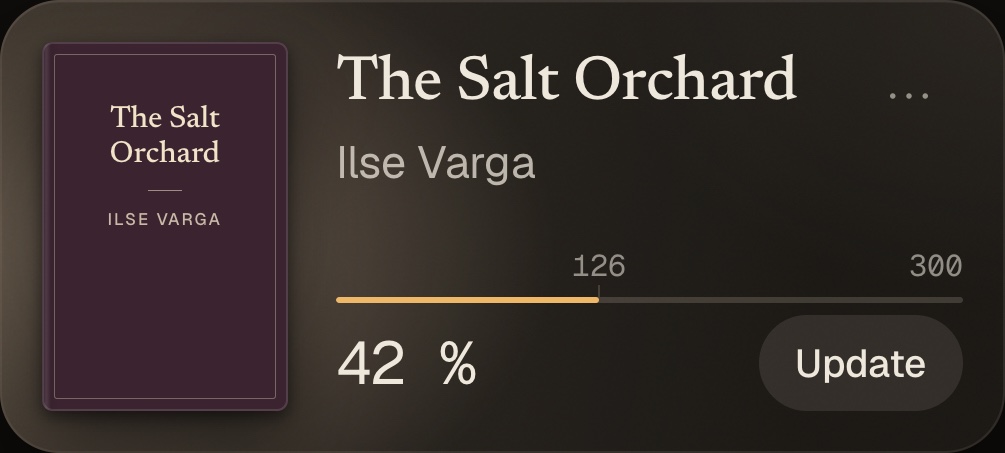 The Salt
Orchard
ILSE VARGA
The Salt Orchard
...
Ilse Varga
126
300
42 %
Update